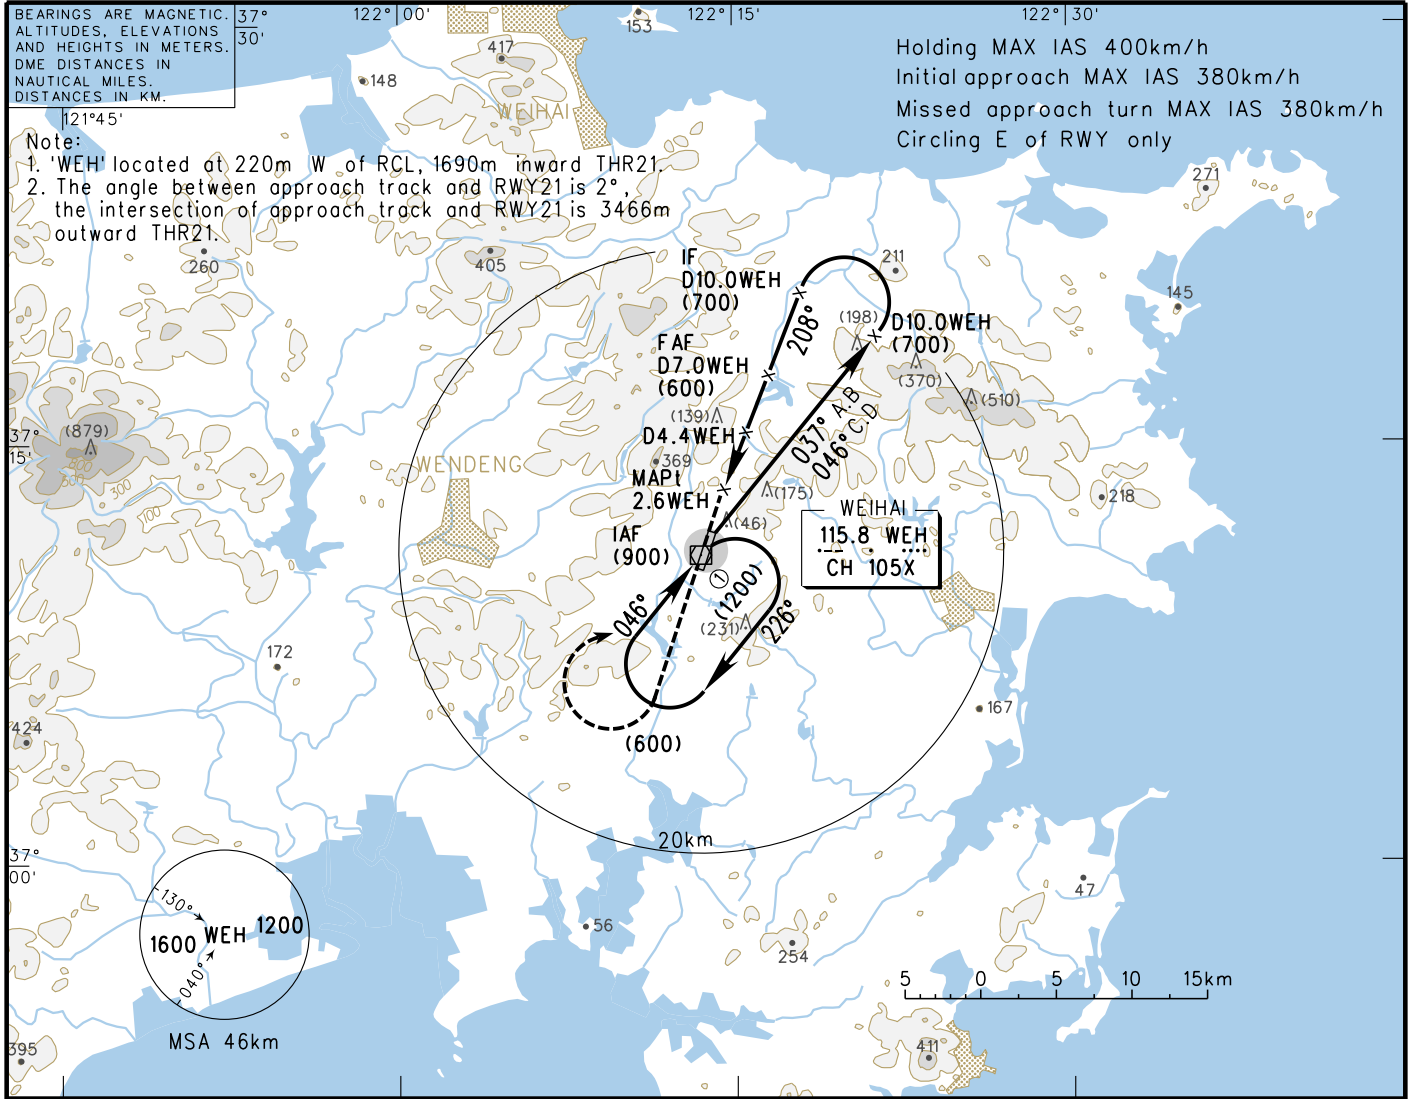 BEARINGS ARE MAGNETIC.
ALTITUDES, ELEVATIONS
AND HEIGHTS IN METERS.
DME DISTANCES IN
NAUTICAL MILES.
DISTANCES IN KM.
37°
30'
122° 00'
122° 15'
122° 30'
121°45'
153
417
148
WEIHAI
Holding MAX IAS 400km/h
Initial approach MAX IAS 380km/h
Missed approach turn MAX IAS 380km/h
Circling E of RWY only
Note:
1. 'WEH' located at 220m W of RCL, 1690m inward THR21.
2. The angle between approach track and RWY21 is 2°,
the intersection of approach track and RWY21 is 3466m
outward THR21.
271
260
405
211
145
IF
D10.0WEH
(700)
208°
(198)
D10.0WEH
(700)
(370)
(510)
FAF
D7.0WEH
(600)
(139)
D4.4WEH
037° A.B
046° C.D
37°
15'
(879)
800
500
300
100
WENDENG
369
MAPt
2.6WEH
(175)
(46)
218
WEIHAI
115.8 WEH
CH 105X
IAF
(900)
1
(1200)
046°
226°
(231)
172
167
424
(600)
20km
37°
00'
130°
1600 WEH 1200
040°
MSA 46km
47
56
254
5 0 5 10 15km
395
411